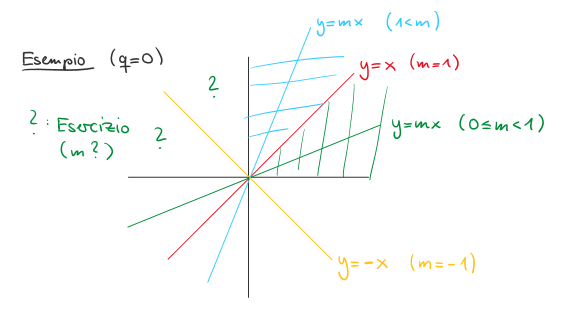 y=mx (1<m)
Esempio (q=0)
y=x (m=1)
?
? : Esercizio
(m ?)
?
y=mx (0≤m<1)
y=-x (m=-1)